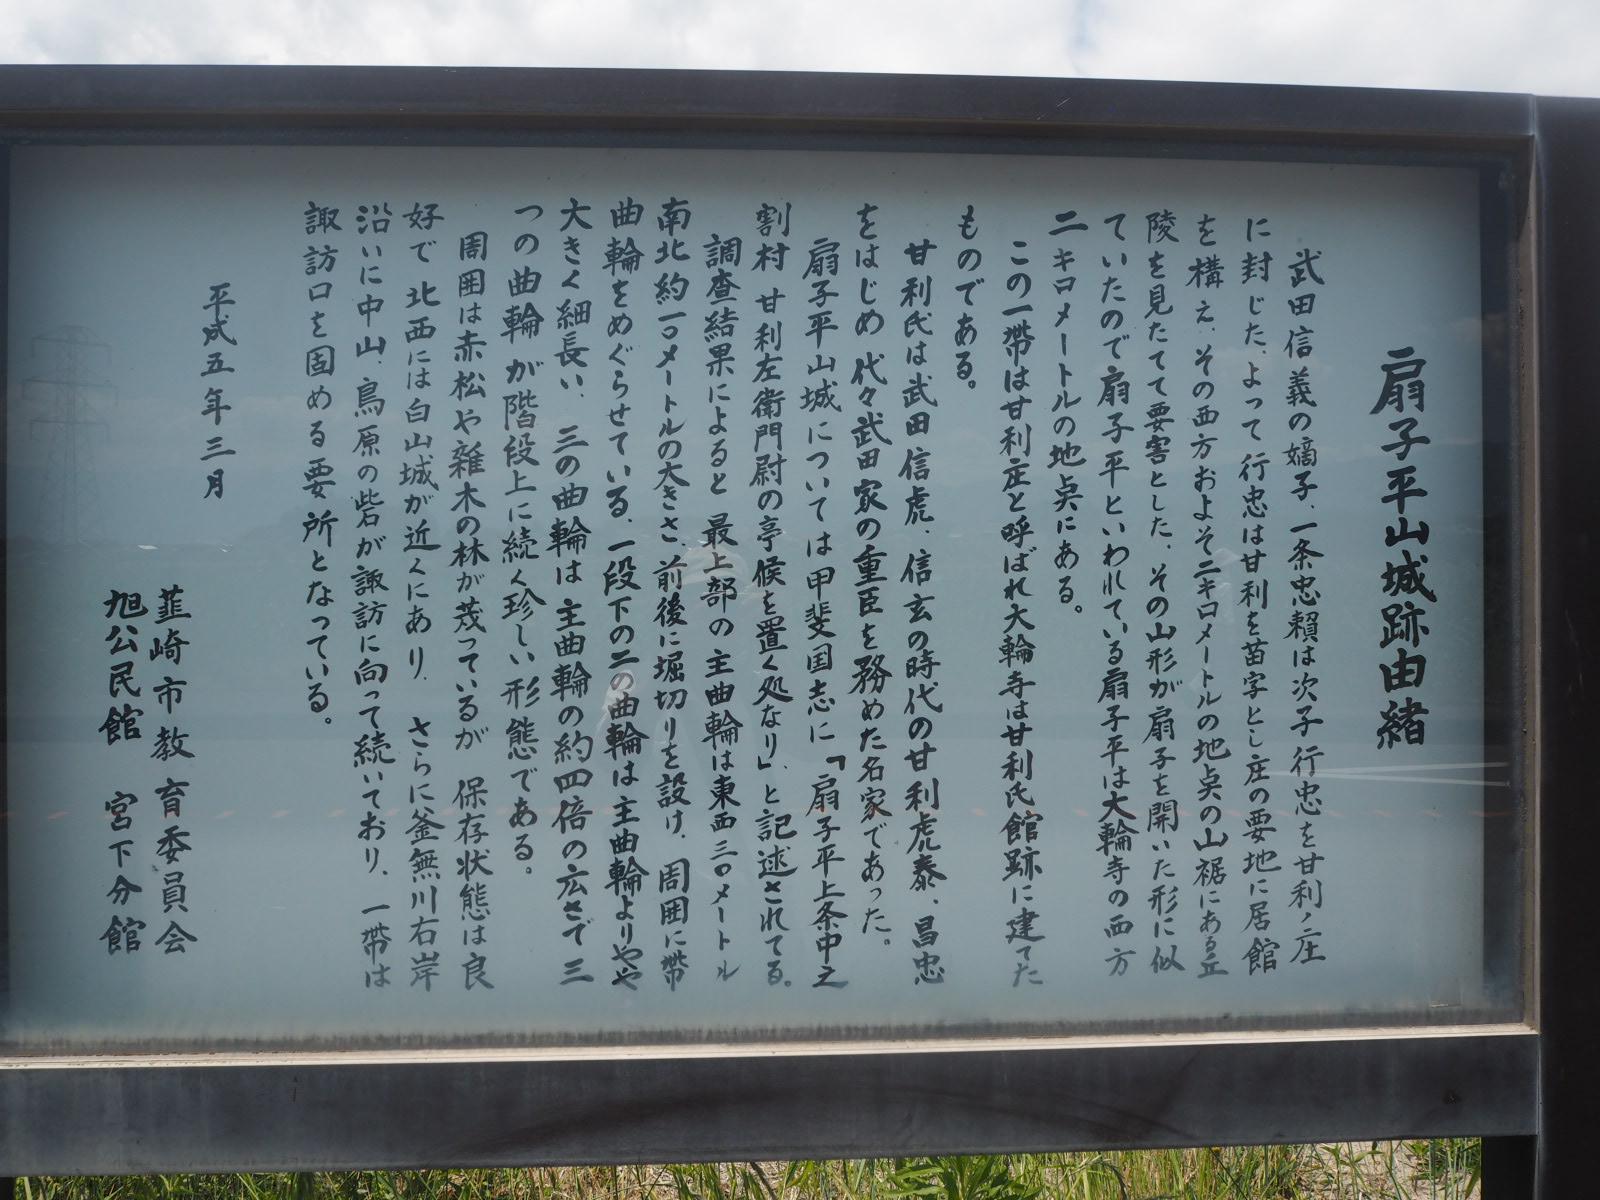 扇子平山城跡由緒
武田信義の嫡子、一条忠頼は次子行忠を甘利ノ庄
に封じた、よって行忠は甘利を苗字とし庄の要地に居館
を構え、その西方およそ二キロメートルの地点の山裾にある丘
陵を見たてて要害とした、その山形が扇子を開いた形に似
ていたので扇子平といわれている扇子平は大輪寺の西方
二キロメートルの地点にある。
この一帯は甘利庄と呼ばれ大輪寺は甘利氏館跡に建てた
ものである。
甘利氏は武田信虎、信玄の時代の甘利虎泰、昌忠
をはじめ代々武田家の重臣を務めた名家であった。
扇子平山城については甲斐国志に「扇子平上条中之
割村 甘利左衛門尉の亭候を置く処なり」、と記述されてる。
調査結果によると最上部の主曲輪は東西三〇メートル
南北約一〇メートルの大きさ、前後に堀切りを設け、周囲に帯
曲輪をめぐらせている、一段下の二の曲輪は主曲輪よりやや
大きく細長い、三の曲輪は主曲輪の約四倍の広さで三
つの曲輪が階段上に続く珍しい形態である。
周囲は赤松や雑木の林が茂っているが 保存状態は良
好で北西には白山城が近くにあり、さらに釜無川右岸
沿いに中山、鳥原の砦が諏訪に向って続いており、一帯は
諏訪口を固める要所となっている。
平成五年三月
韮崎市教育委員会
旭公民館 宮下分館